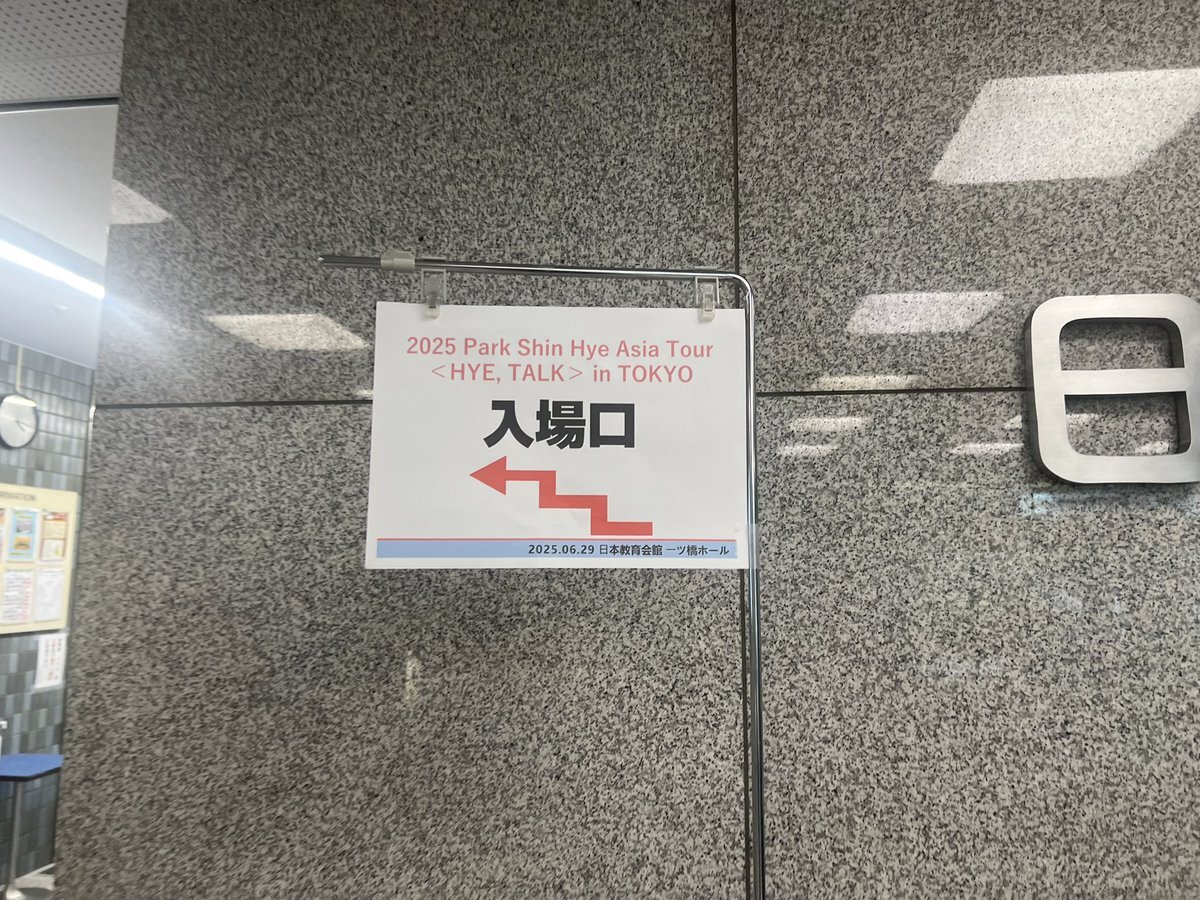 2025 Park Shin Hye Asia Tour
＜HYE, TALK＞ in TOKYO
入場口
2025.06.29 日本教育会館 一ツ橋ホール
日